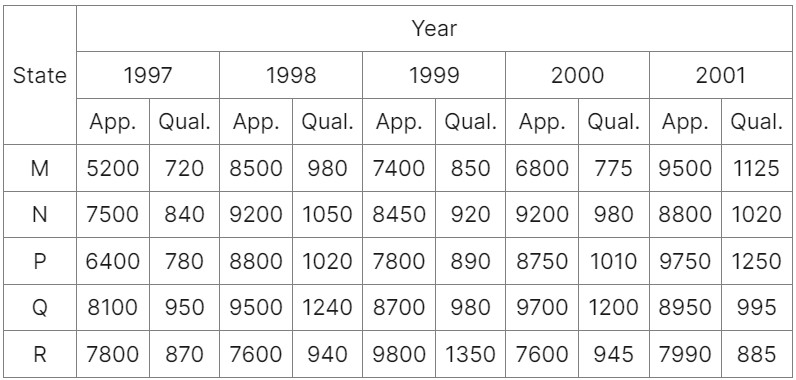 Year
State 1997 1998 1999 2000 2001
App. Qual. App. Qual. App. Qual. App. Qual. App. Qual.
M 5200 720 8500 980 7400 850 6800 775 9500 1125
N 7500 840 9200 1050 8450 920 9200 980 8800 1020
P 6400 780 8800 1020 7800 890 8750 1010 9750 1250
Q 8100 950 9500 1240 8700 980 9700 1200 8950 995
R 7800 870 7600 940 9800 1350 7600 945 7990 885